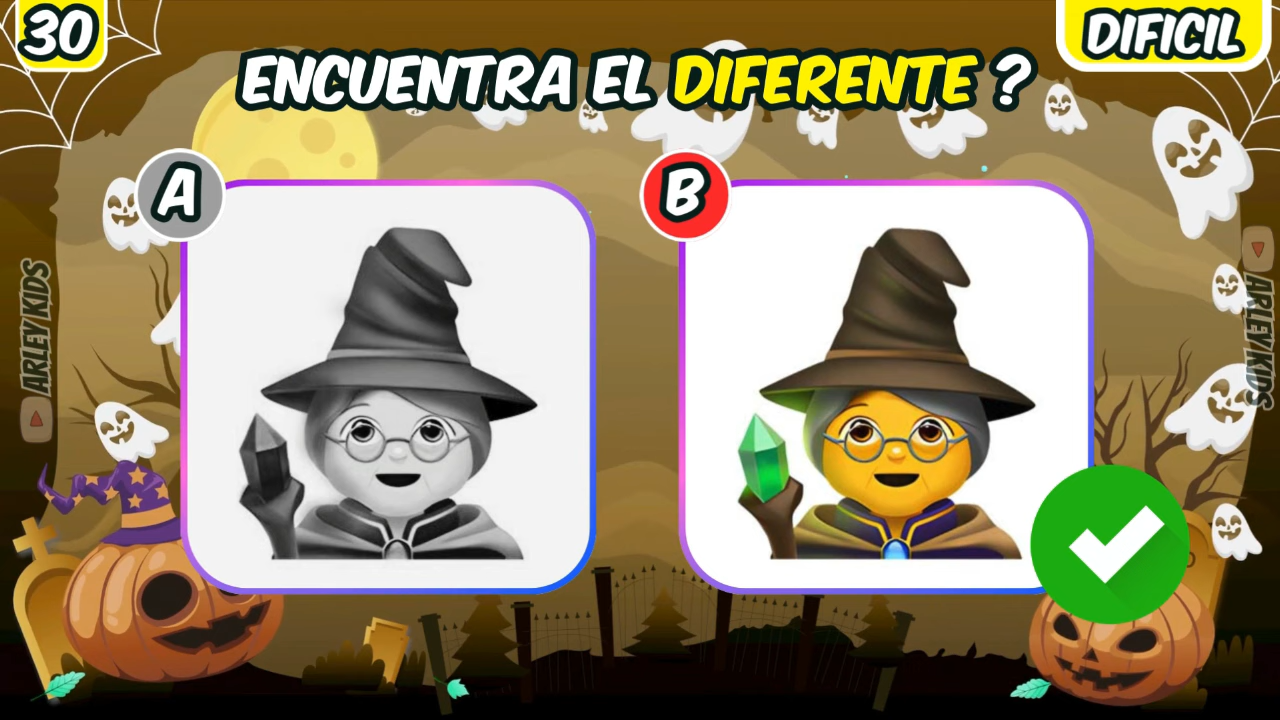 30
DIFICIL
ENCUENTRA EL DIFERENTE ?
A
B
ARLEY KIDS
ARLEY KIDS